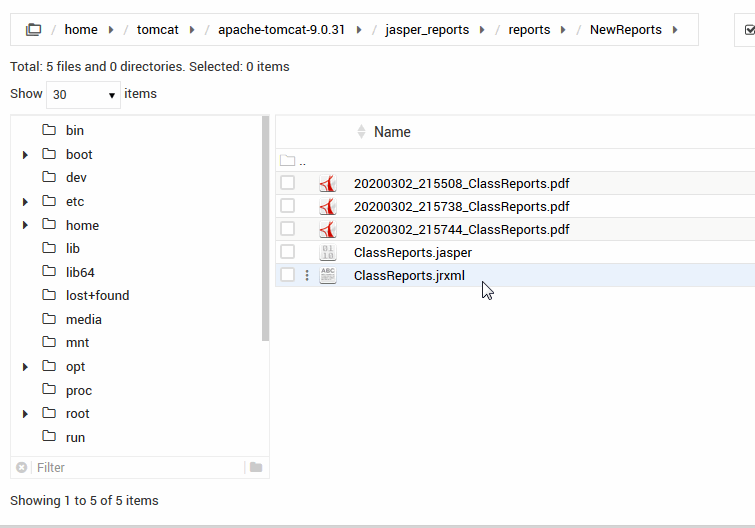 / home / tomcat / apache-tomcat-9.0.31 / jasper_reports / reports / NewReports
Total: 5 files and 0 directories. Selected: 0 items
Show 30 items
Name
..
20200302_215508_ClassReports.pdf
20200302_215738_ClassReports.pdf
20200302_215744_ClassReports.pdf
ClassReports.jasper
ABC ClassReports.jrxml
bin
boot
dev
etc
home
lib
lib64
lost+found
media
mnt
opt
proc
root
run
Filter
Showing 1 to 5 of 5 items